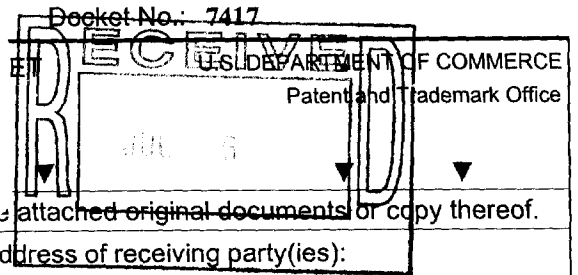 Docket No.: 7417
RECEIVED
ET U.S. DEPARTMENT OF COMMERCE
Patent and Trademark Office
attached original documents or copy thereof.
ddress of receiving party(ies):